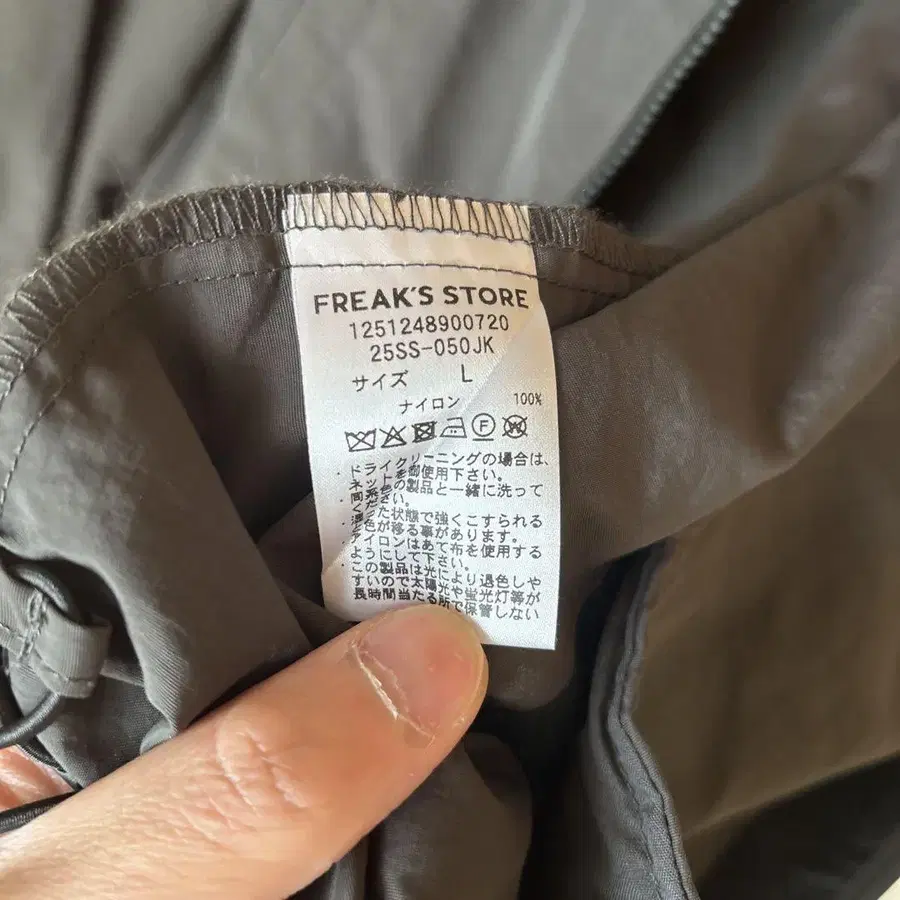 FREAK'S STORE
1251248900720
25SS-050JK
サイズ L
ナイロン 100%
F W
・ドライクリーニングの場合は、
ネットを御使用下さい。
・同系色の製品と一緒に洗って
ください。
・湿った状態で強くこすられる
と色が移る事があります。
・アイロンはあて布を使用する
ようにして下さい。
・この製品は光により退色しや
すいので太陽光や蛍光灯等が
長時間当たる所で保管しない